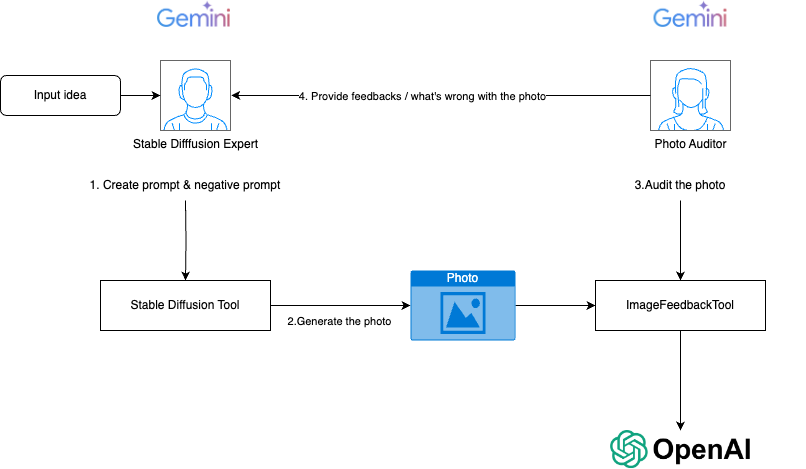 Gemini
Gemini
Input idea
4. Provide feedbacks / what's wrong with the photo
Stable Difffusion Expert
Photo Auditor
1. Create prompt & negative prompt
3.Audit the photo
Photo
Stable Diffusion Tool
ImageFeedbackTool
2.Generate the photo
OpenAI